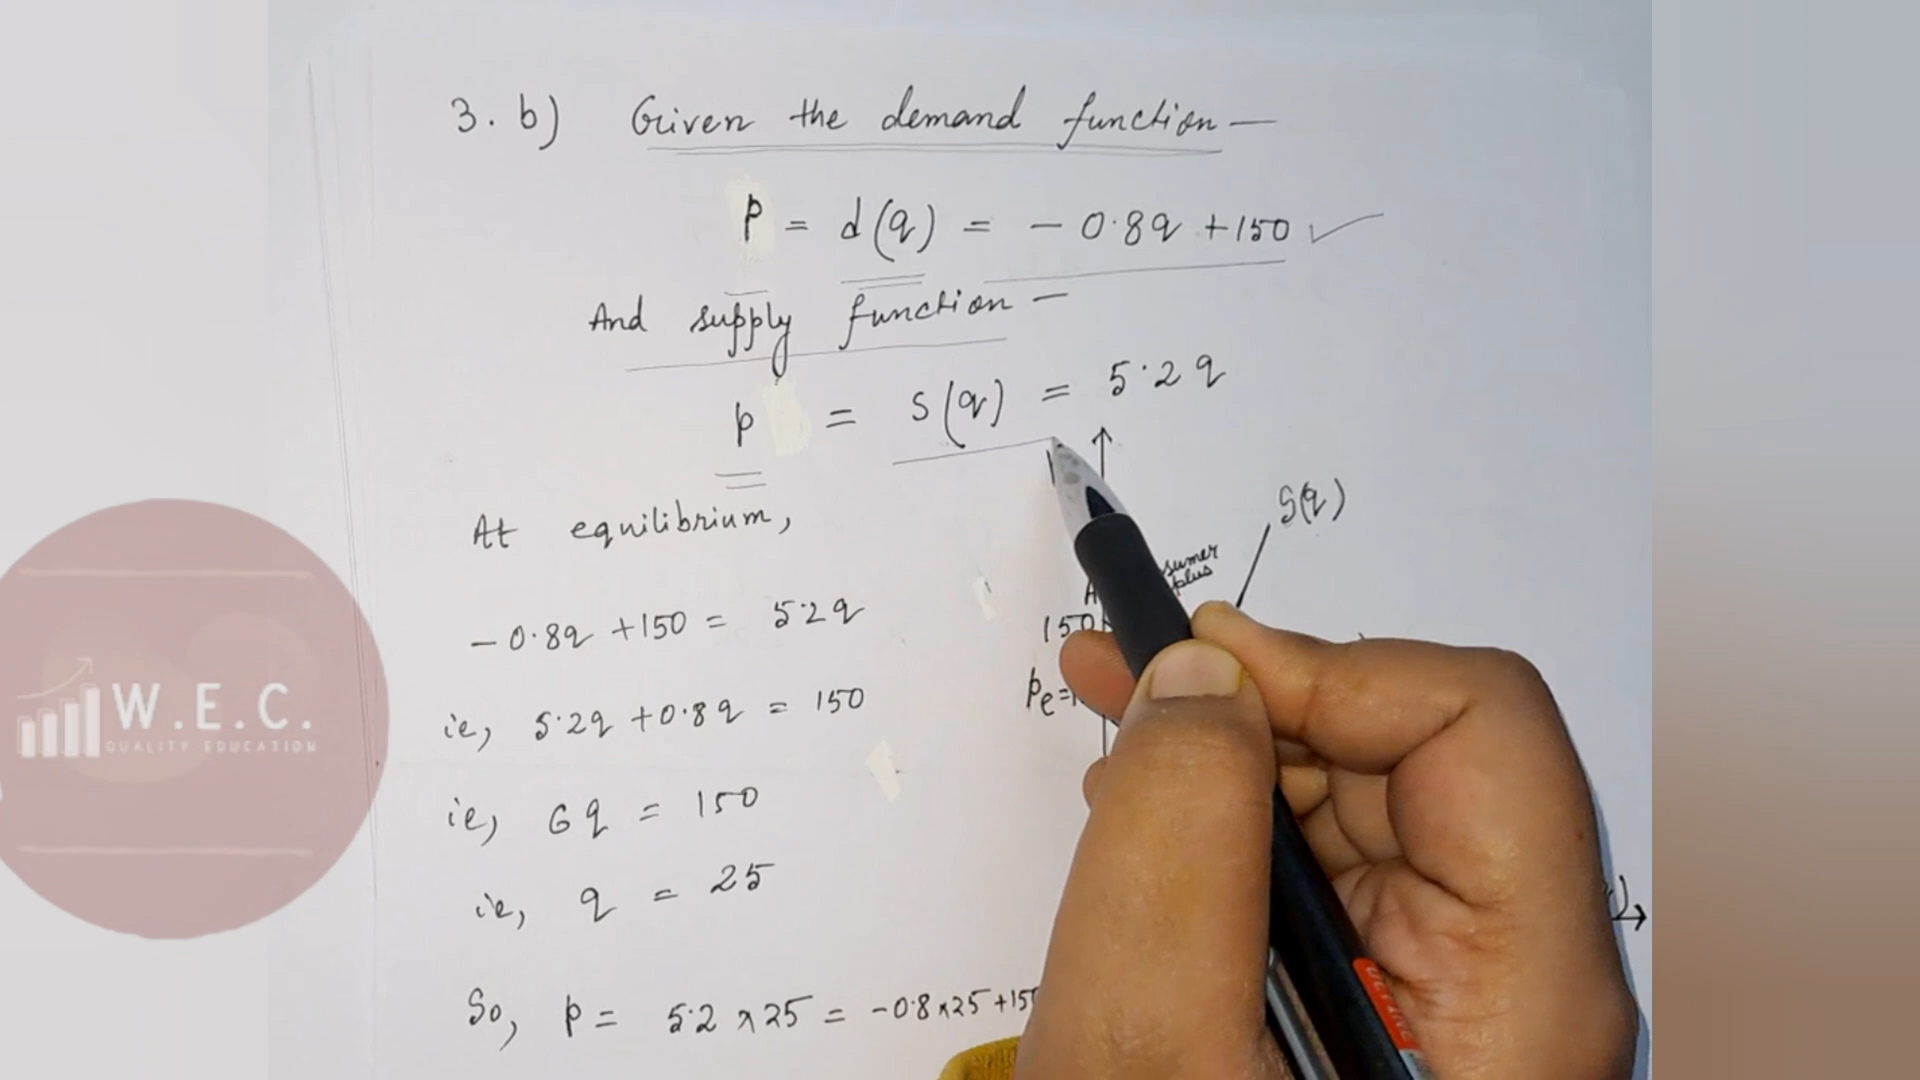 3. b) Given the demand function —
p = d(q) = - 0.8q + 150
And supply function —
p = s(q) = 5.2q
At equilibrium,
- 0.8q + 150 = 5.2q
ie, 5.2q + 0.8q = 150
ie, 6q = 150
ie, q = 25
So, p = 5.2 × 25 = -0.8×25+150
S(q)
A
150
Pe =
W.E.C.
QUALITY EDUCATION